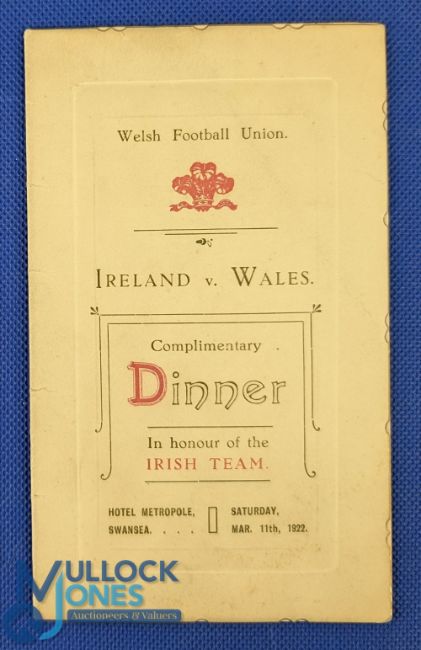 Welsh Football Union.
IRELAND v. WALES.
Complimentary .
Dinner
In honour of the
IRISH TEAM.
HOTEL METROPOLE, SATURDAY,
SWANSEA. . . . MAR. 11th, 1922.
MULLOCK
JONES
Auctioneers & Valuers